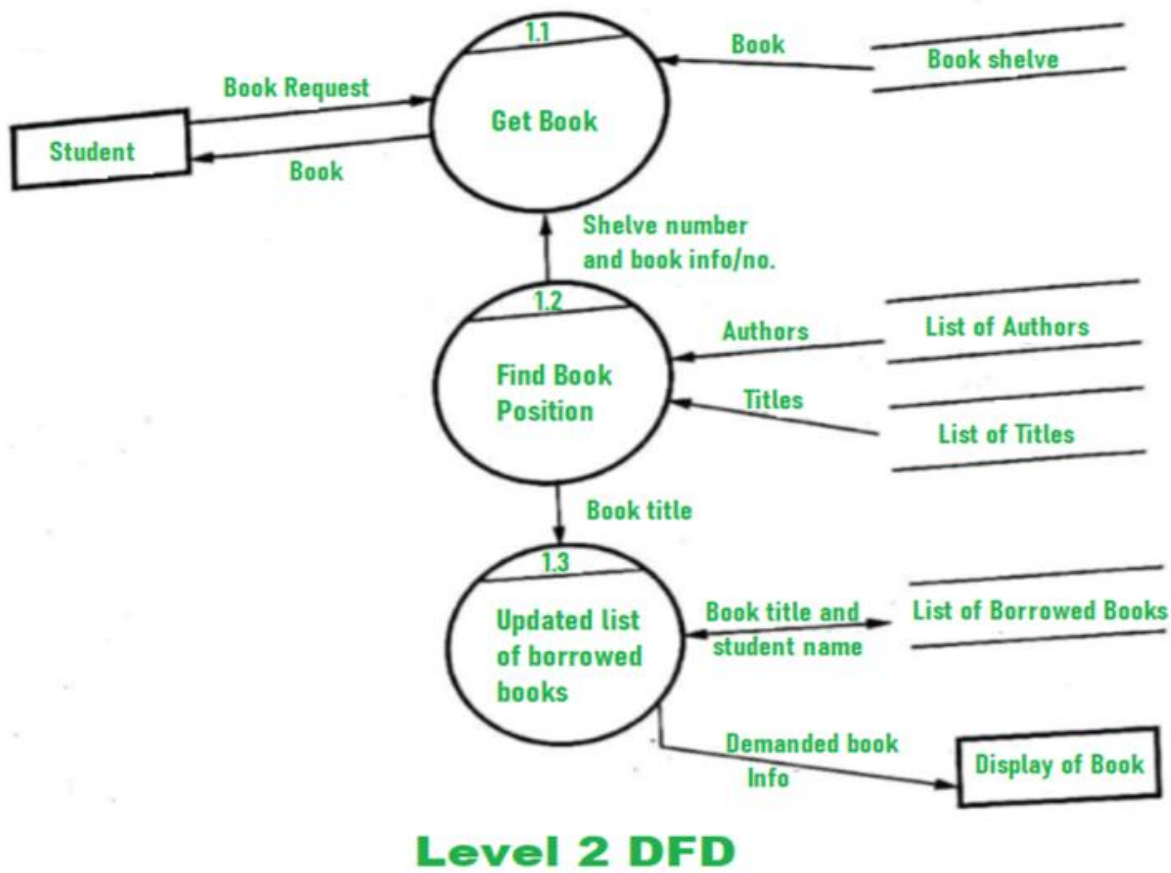 1.1
Book
Book shelve
Book Request
Get Book
Student
Book
Shelve number
and book info/no.
1.2
List of Authors
Authors
Find Book
Position
Titles
List of Titles
Book title
1.3
Book title and
student name
List of Borrowed Books
Updated list
of borrowed
books
Demanded book
Info
Display of Book
Level 2 DFD